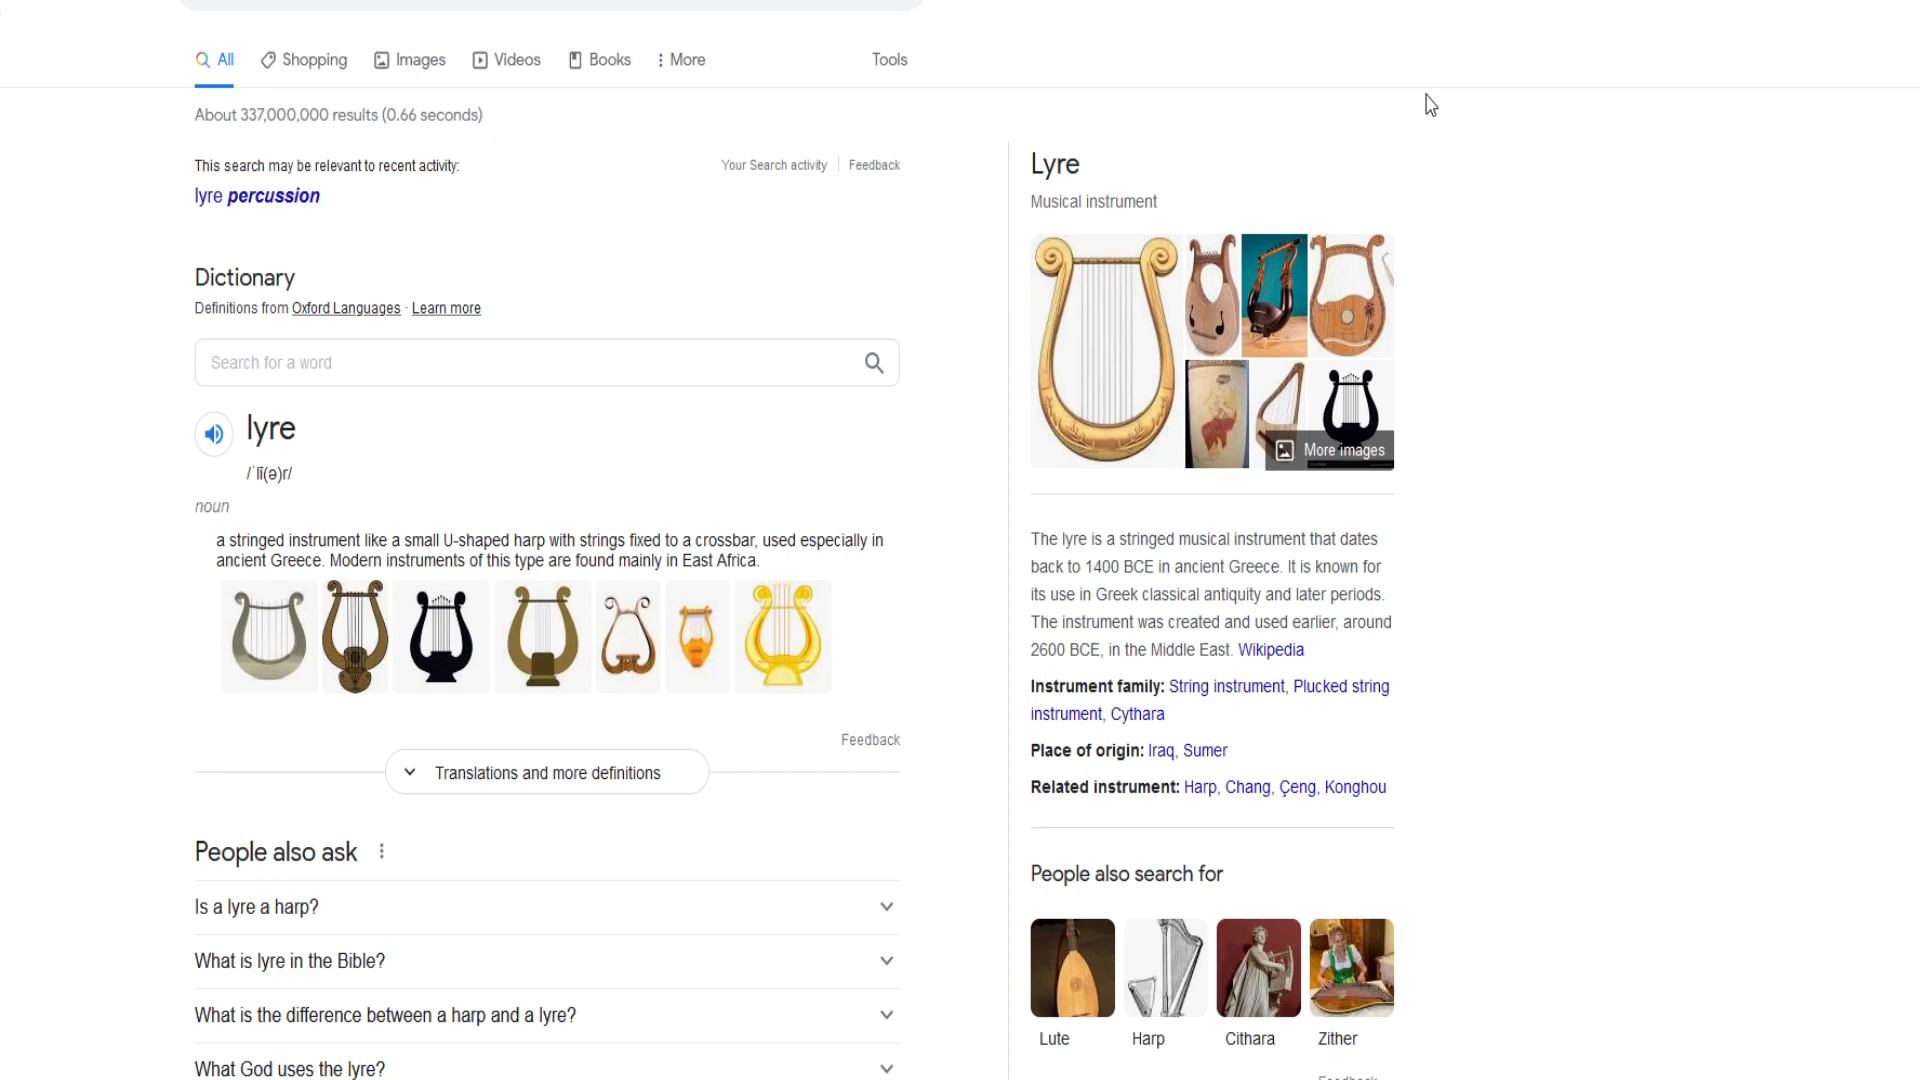 All Shopping Images Videos Books More Tools
About 337,000,000 results (0.66 seconds)
This search may be relevant to recent activity: Your Search activity Feedback
lyre percussion
Dictionary
Definitions from Oxford Languages · Learn more
Search for a word
lyre
/ˈlī(ə)r/
noun
a stringed instrument like a small U-shaped harp with strings fixed to a crossbar, used especially in
ancient Greece. Modern instruments of this type are found mainly in East Africa.
Feedback
Translations and more definitions
People also ask
Is a lyre a harp?
What is lyre in the Bible?
What is the difference between a harp and a lyre?
What God uses the lyre?
Lyre
Musical instrument
More images
The lyre is a stringed musical instrument that dates
back to 1400 BCE in ancient Greece. It is known for
its use in Greek classical antiquity and later periods.
The instrument was created and used earlier, around
2600 BCE, in the Middle East. Wikipedia
Instrument family: String instrument, Plucked string
instrument, Cythara
Place of origin: Iraq, Sumer
Related instrument: Harp, Chang, Çeng, Konghou
People also search for
Lute Harp Cithara Zither